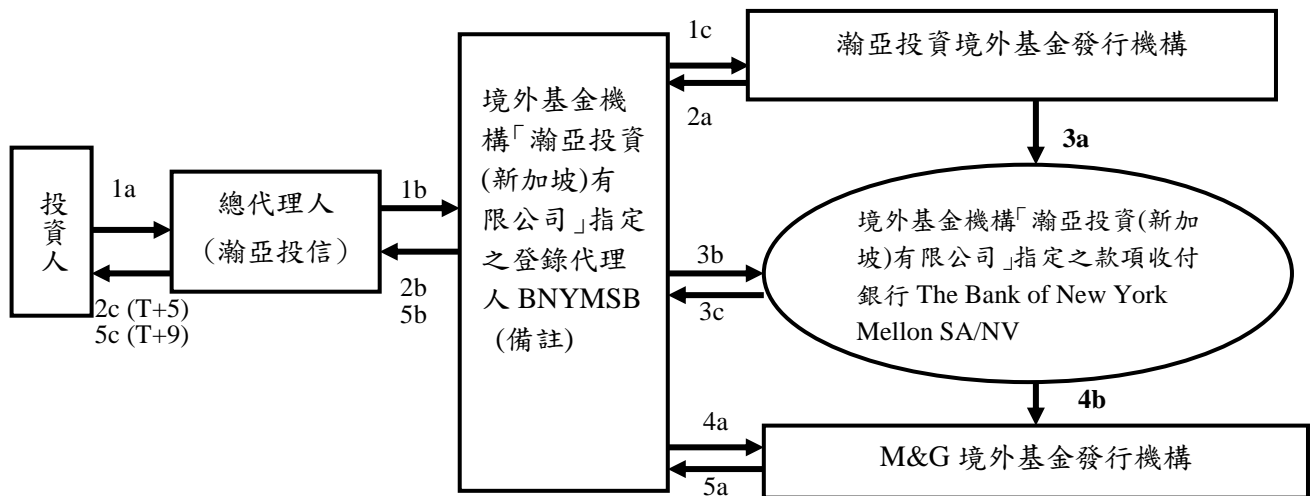 投
資
人
1a
2c (T+5)
5c (T+9)
總代理人
（瀚亞投信）
1b
2b
5b
境外基金機
構「瀚亞投資
(新加坡)有
限公司」指定
之登錄代理
人 BNYMSB
(備註)
1c
2a
瀚亞投資境外基金發行機構
3a
3b
3c
境外基金機構「瀚亞投資(新加
坡)有限公司」指定之款項收付
銀行 The Bank of New York
Mellon SA/NV
4b
4a
5a
M&G 境外基金發行機構